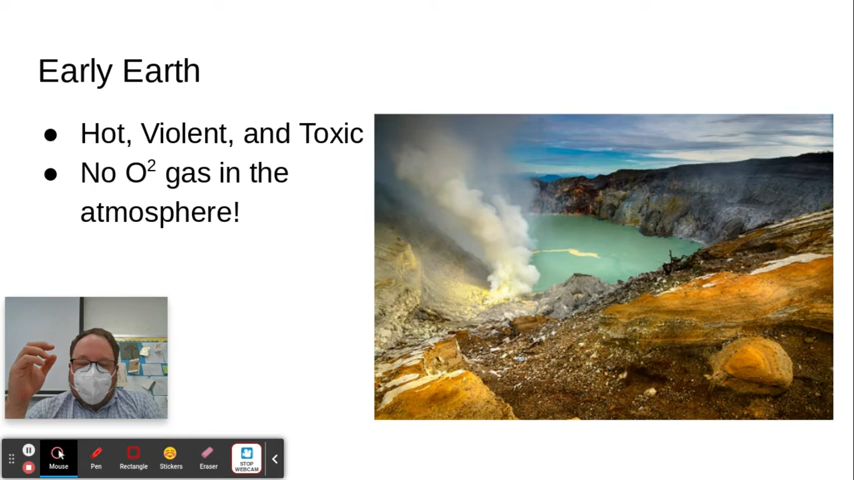 Early Earth
● Hot, Violent, and Toxic
● No O² gas in the
atmosphere!
Mouse
Pen
Rectangle
Stickers
Eraser
STOP
WEBCAM